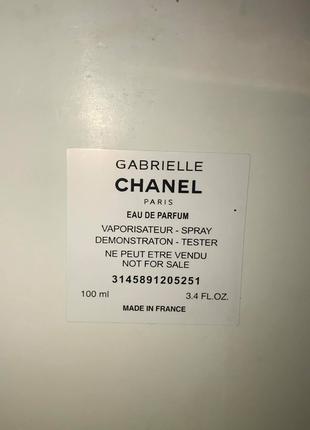 GABRIELLE
CHANEL
PARIS
EAU DE PARFUM
VAPORISATEUR - SPRAY
DEMONSTRATON - TESTER
NE PEUT ETRE VENDU
NOT FOR SALE
3145891205251
100 ml 3.4 FL.OZ.
MADE IN FRANCE